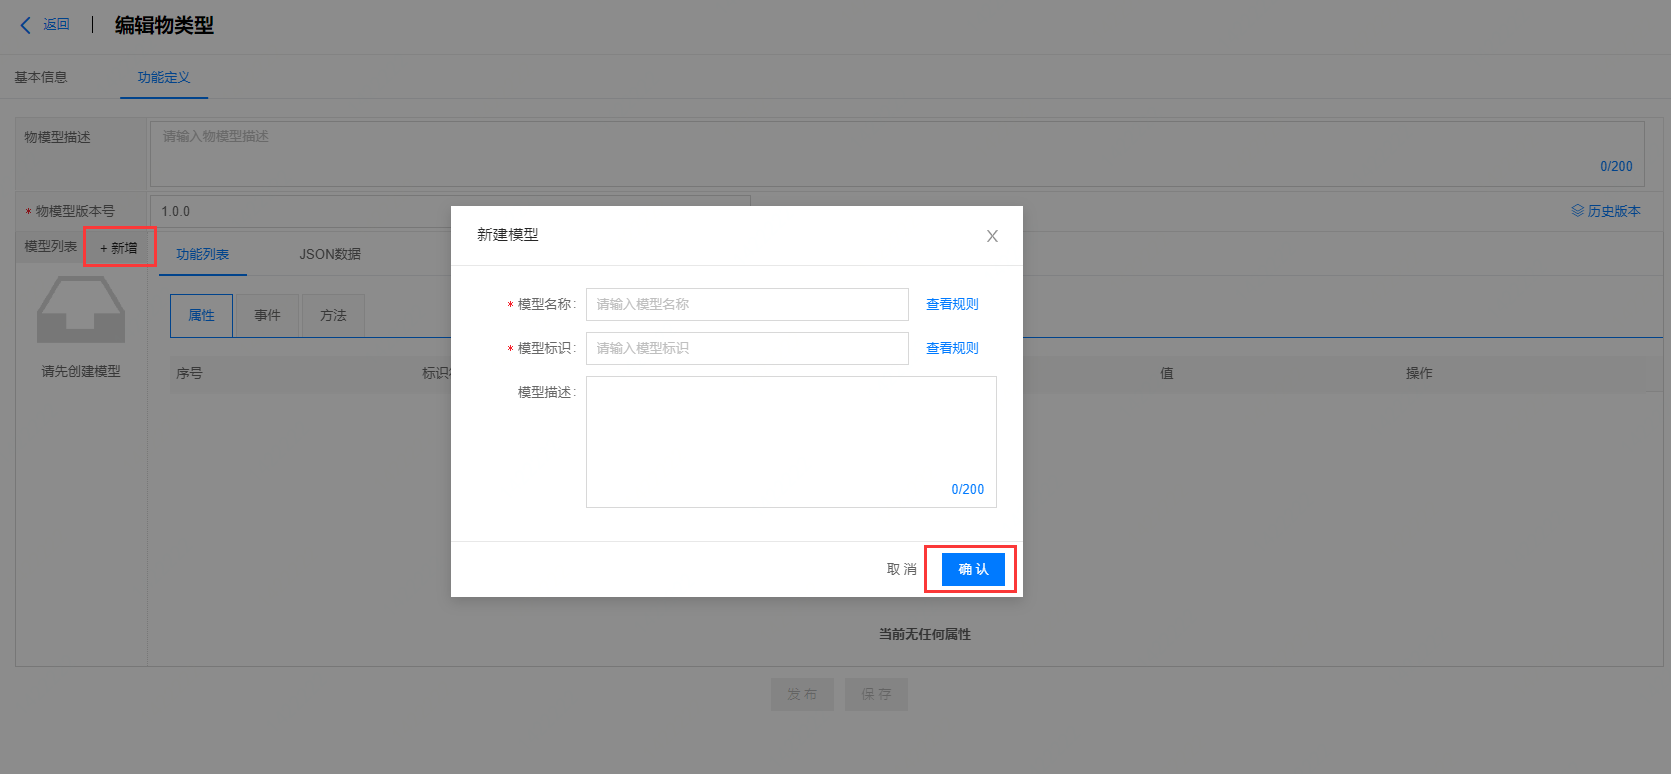 返回 编辑物类型
基本信息 功能定义
物模型描述 请输入物模型描述
0/200
* 物模型版本号 1.0.0 历史版本
模型列表 + 新增 功能列表 JSON数据
属性 事件 方法
请先创建模型
序号 标识 值 操作
新建模型 X
* 模型名称: 请输入模型名称 查看规则
* 模型标识: 请输入模型标识 查看规则
模型描述:
0/200
取 消 确 认
当前无任何属性
发 布 保 存